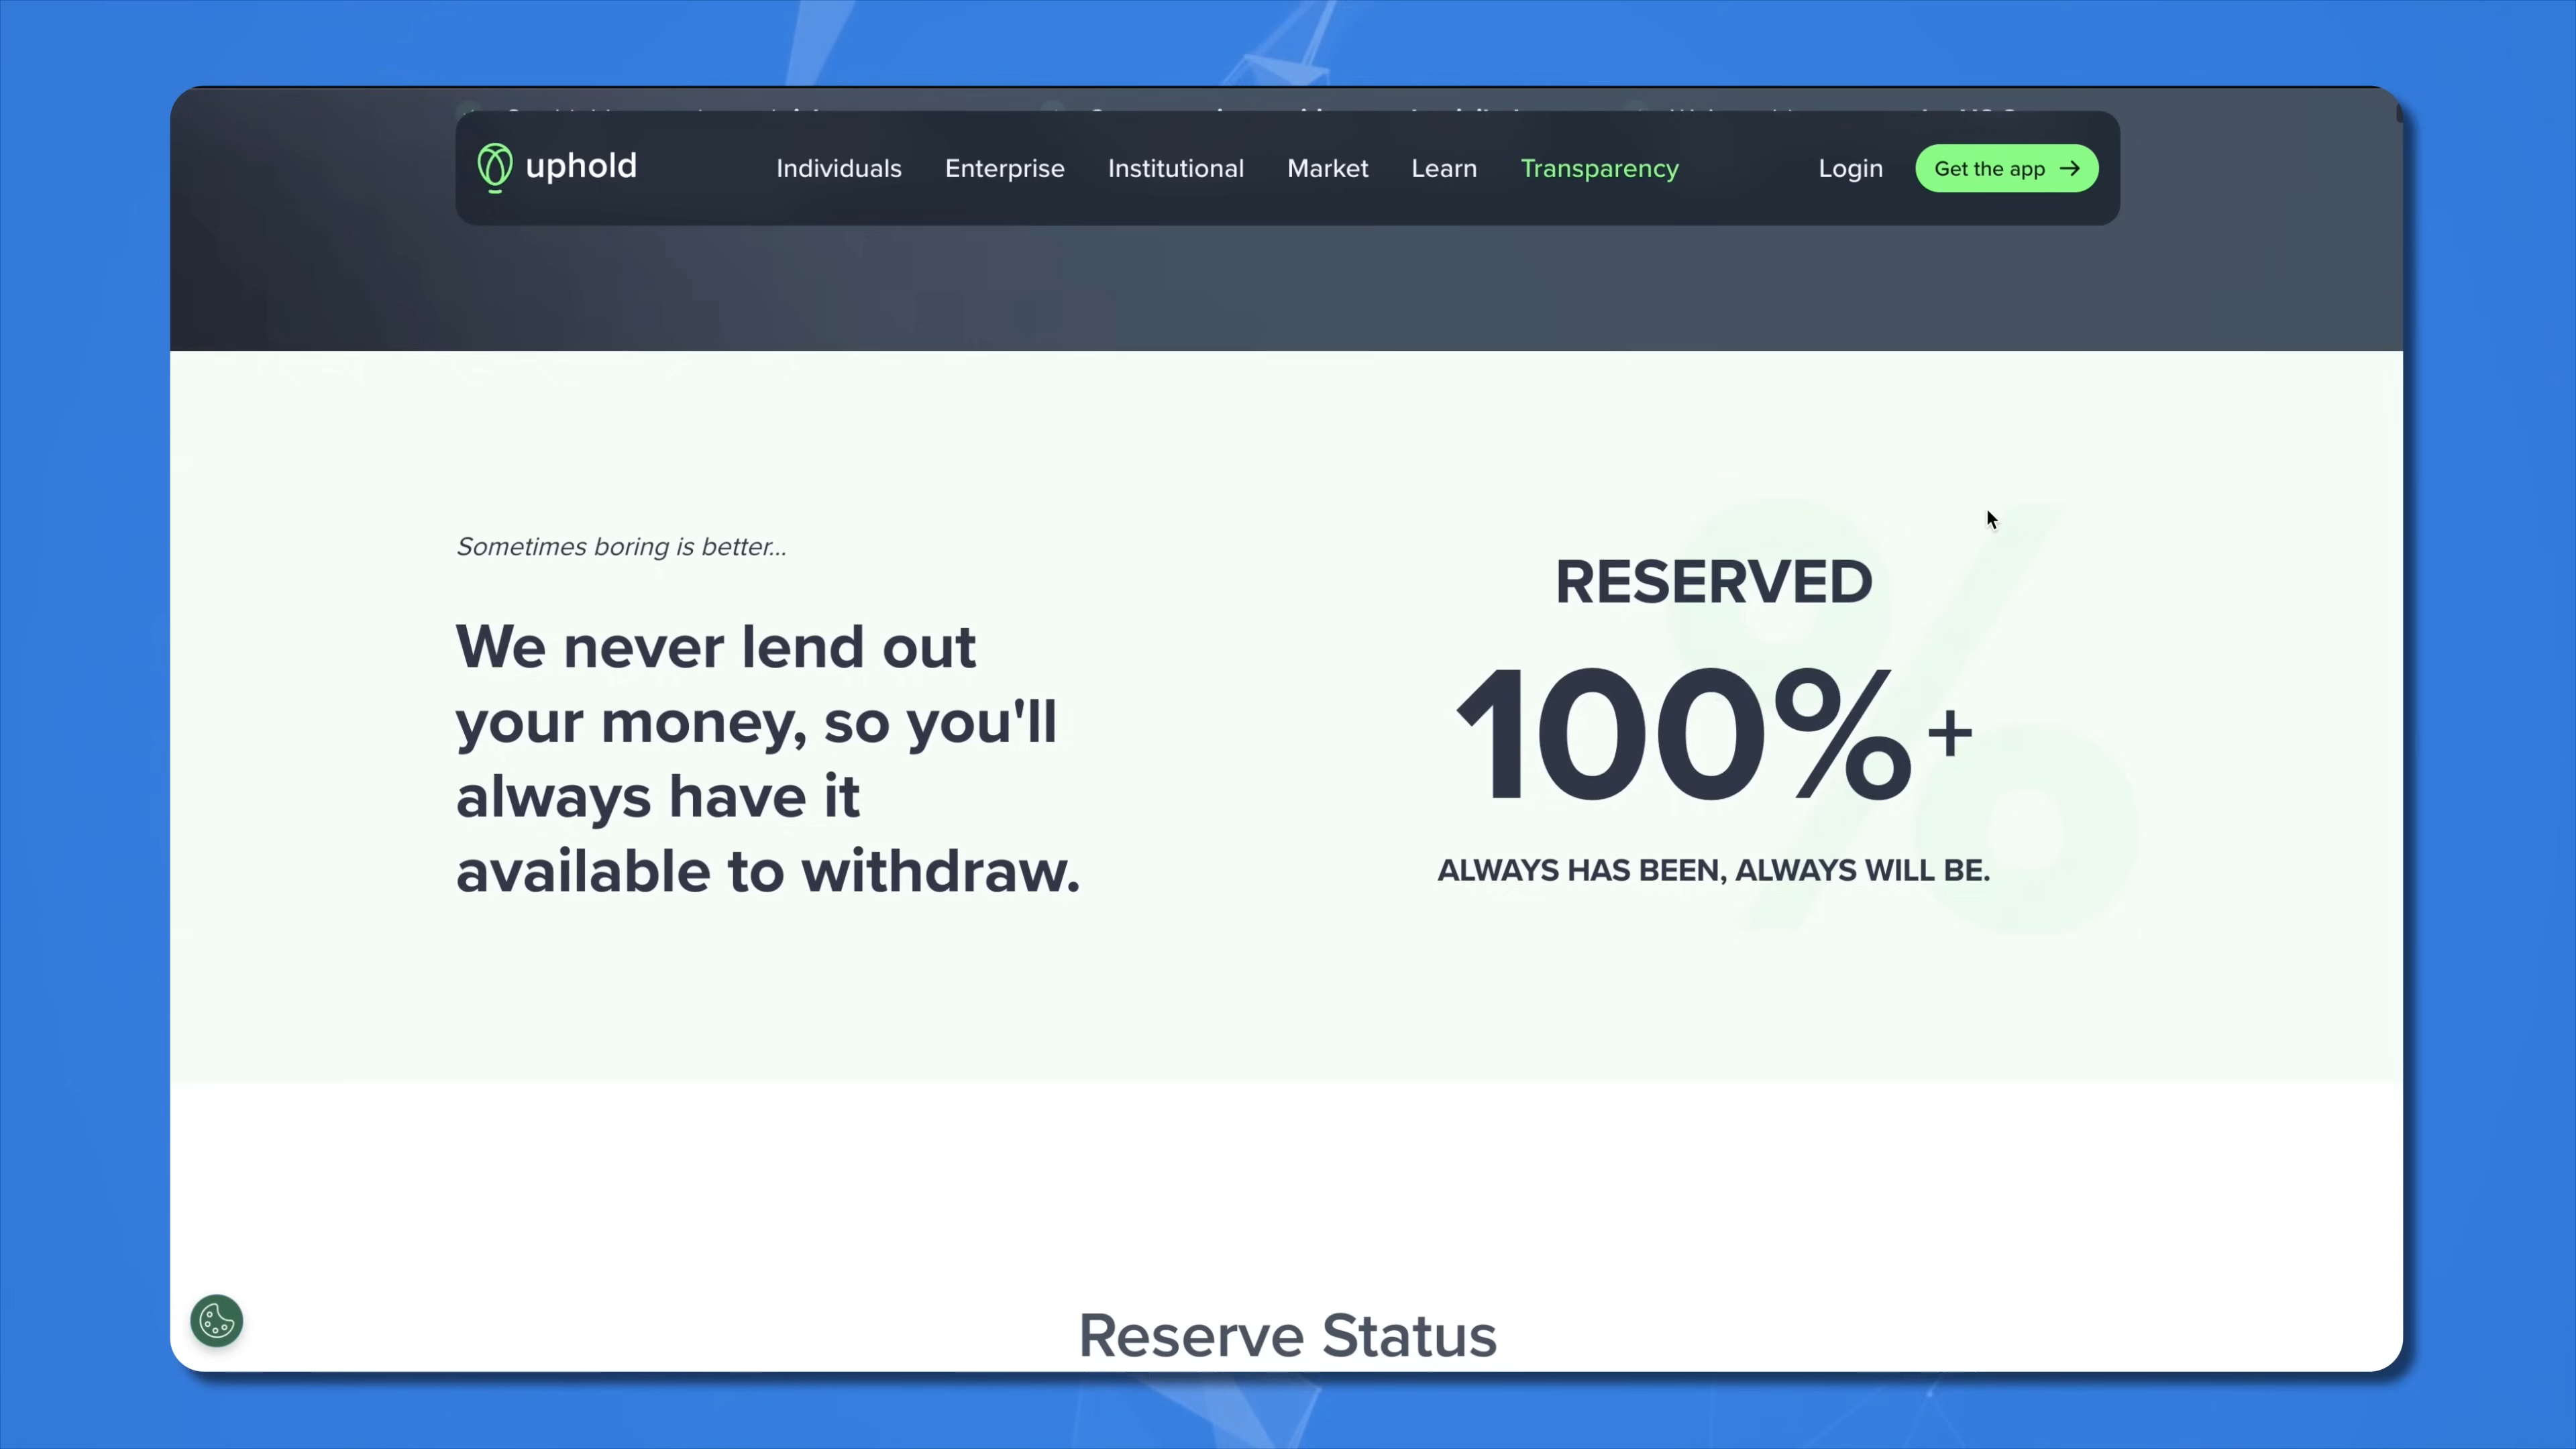 uphold
Individuals Enterprise Institutional Market Learn Transparency Login Get the app →
Sometimes boring is better...
We never lend out
your money, so you'll
always have it
available to withdraw.
RESERVED
100%+
ALWAYS HAS BEEN, ALWAYS WILL BE.
Reserve Status